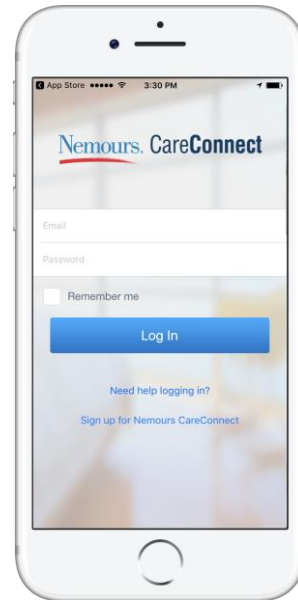 App Store 3:30 PM
Nemours. CareConnect
Email
Password
Remember me
Log In
Need help logging in?
Sign up for Nemours CareConnect